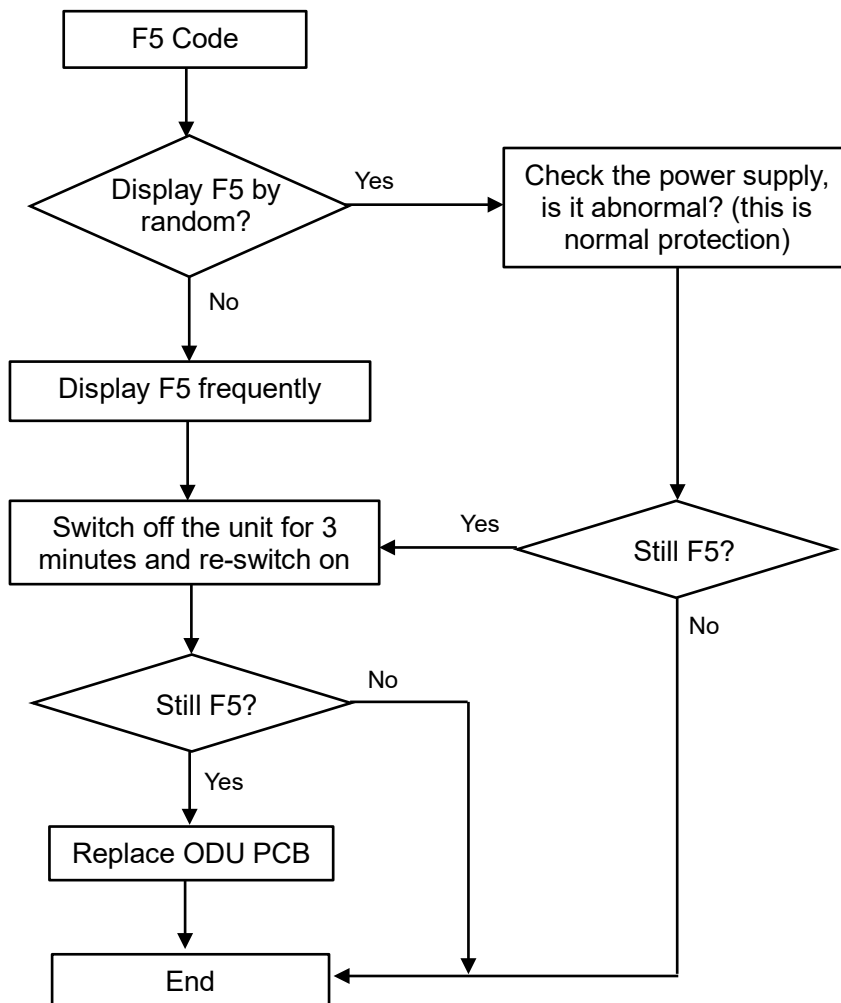 F5 Code
Display F5 by
random?
Yes
Check the power supply,
is it abnormal? (this is
normal protection)
No
Display F5 frequently
Switch off the unit for 3
minutes and re-switch on
Yes
Still F5?
No
Still F5?
No
Yes
Replace ODU PCB
End